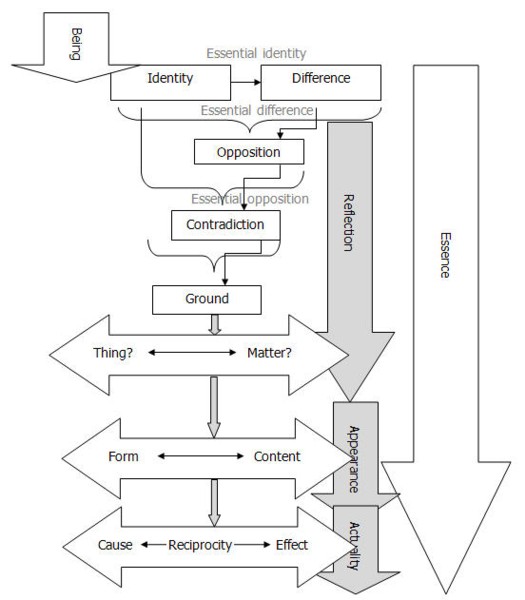 Being
Essential identity
Identity
Difference
Essential difference
Opposition
Essential opposition
Contradiction
Ground
Reflection
Essence
Thing?
Matter?
Form
Content
Appearance
Cause
Reciprocity
Effect
Actuality